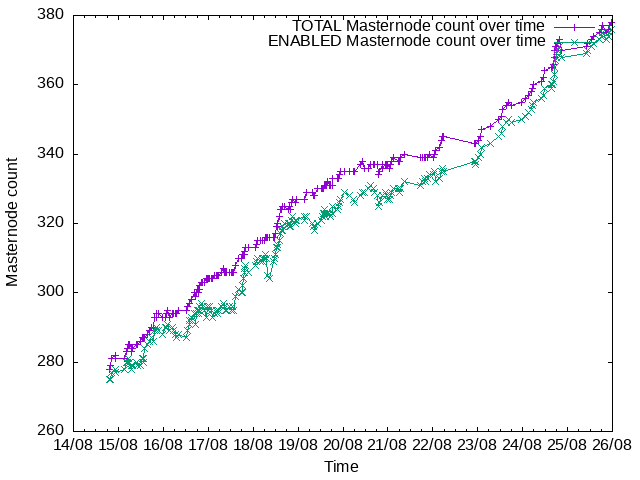 380
360
340
320
300
280
260
Masternode count
TOTAL Masternode count over time
ENABLED Masternode count over time
14/08 15/08 16/08 17/08 18/08 19/08 20/08 21/08 22/08 23/08 24/08 25/08 26/08
Time